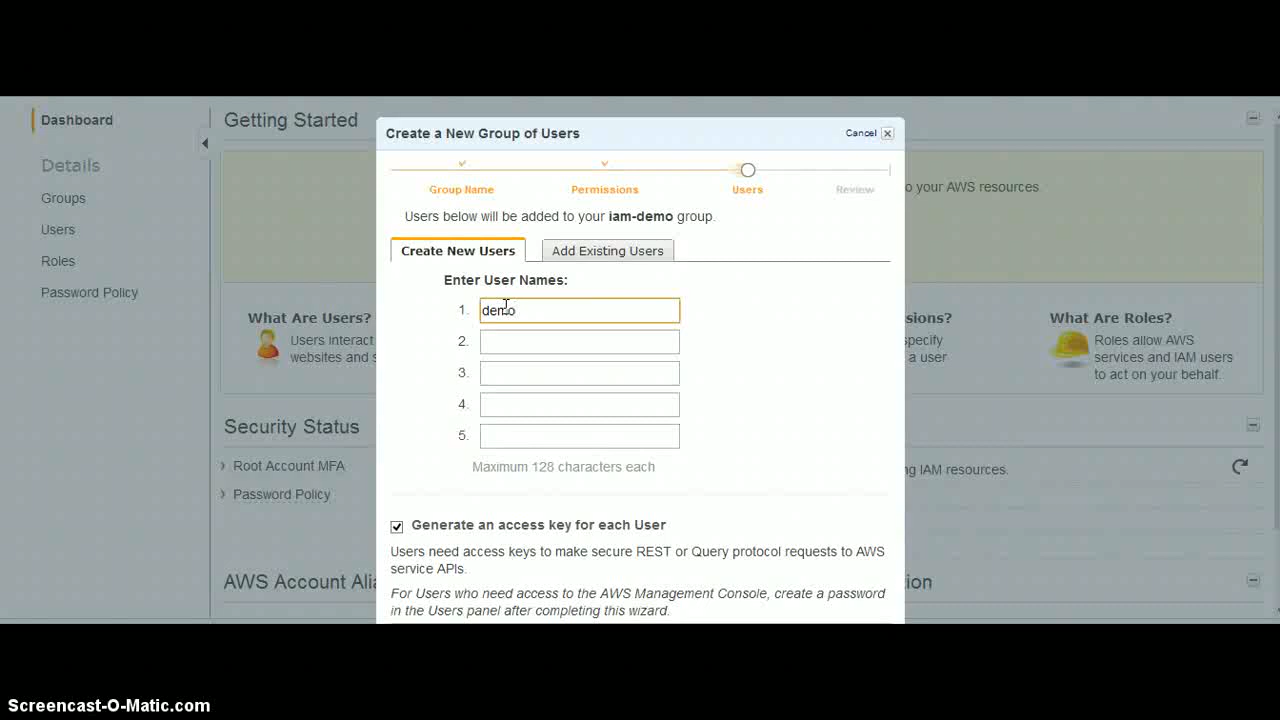 Dashboard
Details
Groups
Users
Roles
Password Policy
Getting Started
o your AWS resources.
What Are Users?
Users interact
websites and s
ssions?
specify
a user
What Are Roles?
Roles allow AWS
services and IAM users
to act on your behalf.
Security Status
Root Account MFA
Password Policy
ng IAM resources.
AWS Account Alia
tion
Create a New Group of Users
Cancel
Group Name
Permissions
Users
Review
Users below will be added to your iam-demo group.
Create New Users
Add Existing Users
Enter User Names:
1. demo
2.
3.
4.
5.
Maximum 128 characters each
Generate an access key for each User
Users need access keys to make secure REST or Query protocol requests to AWS
service APIs.
For Users who need access to the AWS Management Console, create a password
in the Users panel after completing this wizard.
Screencast-O-Matic.com